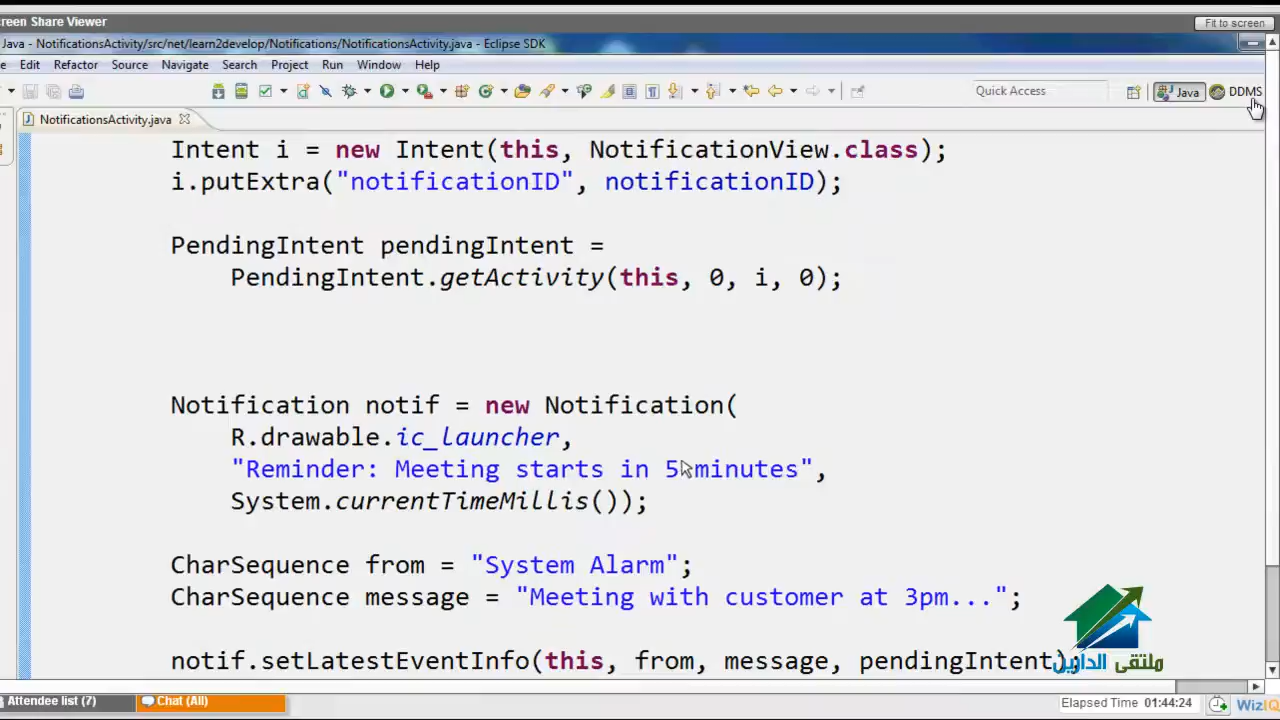 creen Share Viewer
Fit to screen
Java - NotificationsActivity/src/net/learn2develop/Notifications/NotificationsActivity.java - Eclipse SDK
e Edit Refactor Source Navigate Search Project Run Window Help
Quick Access
Java
DDMS
NotificationsActivity.java
Intent i = new Intent(this, NotificationView.class);
i.putExtra("notificationID", notificationID);
PendingIntent pendingIntent =
PendingIntent.getActivity(this, 0, i, 0);
Notification notif = new Notification(
R.drawable.ic_launcher,
"Reminder: Meeting starts in 5 minutes",
System.currentTimeMillis());
CharSequence from = "System Alarm";
CharSequence message = "Meeting with customer at 3pm...";
notif.setLatestEventInfo(this, from, message, pendingIntent);
ملتقى الدارين
Attendee list (7)
Chat (All)
Elapsed Time 01:44:24
WizIQ